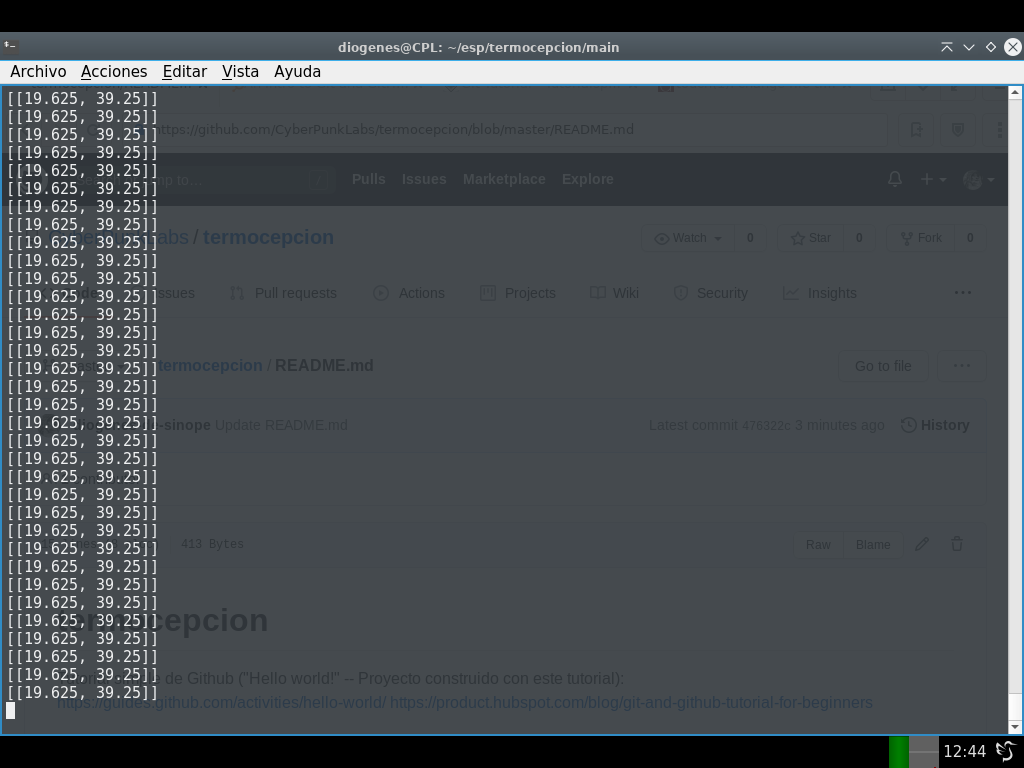 diogenes@CPL: ~/esp/termocepcion/main
Archivo Acciones Editar Vista Ayuda
[[19.625, 39.25]]
[[19.625, 39.25]]
[[19.625, 39.25]] https://github.com/CyberPunkLabs/termocepcion/blob/master/README.md
[[19.625, 39.25]]
[[19.625, 39.25]] to... Pulls Issues Marketplace Explore
[[19.625, 39.25]]
[[19.625, 39.25]]
[[19.625, 39.25]]
[[19.625, 39.25]] Labs / termocepcion Watch 0 Star 0 Fork 0
[[19.625, 39.25]]
[[19.625, 39.25]]
[[19.625, 39.25]] Issues Pull requests Actions Projects Wiki Security Insights ...
[[19.625, 39.25]]
[[19.625, 39.25]]
[[19.625, 39.25]]
[[19.625, 39.25]] termocepcion / README.md Go to file ...
[[19.625, 39.25]]
[[19.625, 39.25]]
[[19.625, 39.25]] -sinope Update README.md Latest commit 476322c 3 minutes ago History
[[19.625, 39.25]]
[[19.625, 39.25]]
[[19.625, 39.25]]
[[19.625, 39.25]]
[[19.625, 39.25]]
[[19.625, 39.25]]
[[19.625, 39.25]] 413 Bytes Raw Blame
[[19.625, 39.25]]
[[19.625, 39.25]]
[[19.625, 39.25]]
[[19.625, 39.25]] termocepcion
[[19.625, 39.25]]
[[19.625, 39.25]]
[[19.625, 39.25]] de Github ("Hello world!" -- Proyecto construido con este tutorial):
[[19.625, 39.25]]
https://guides.github.com/activities/hello-world/ https://product.hubspot.com/blog/git-and-github-tutorial-for-beginners
12:44